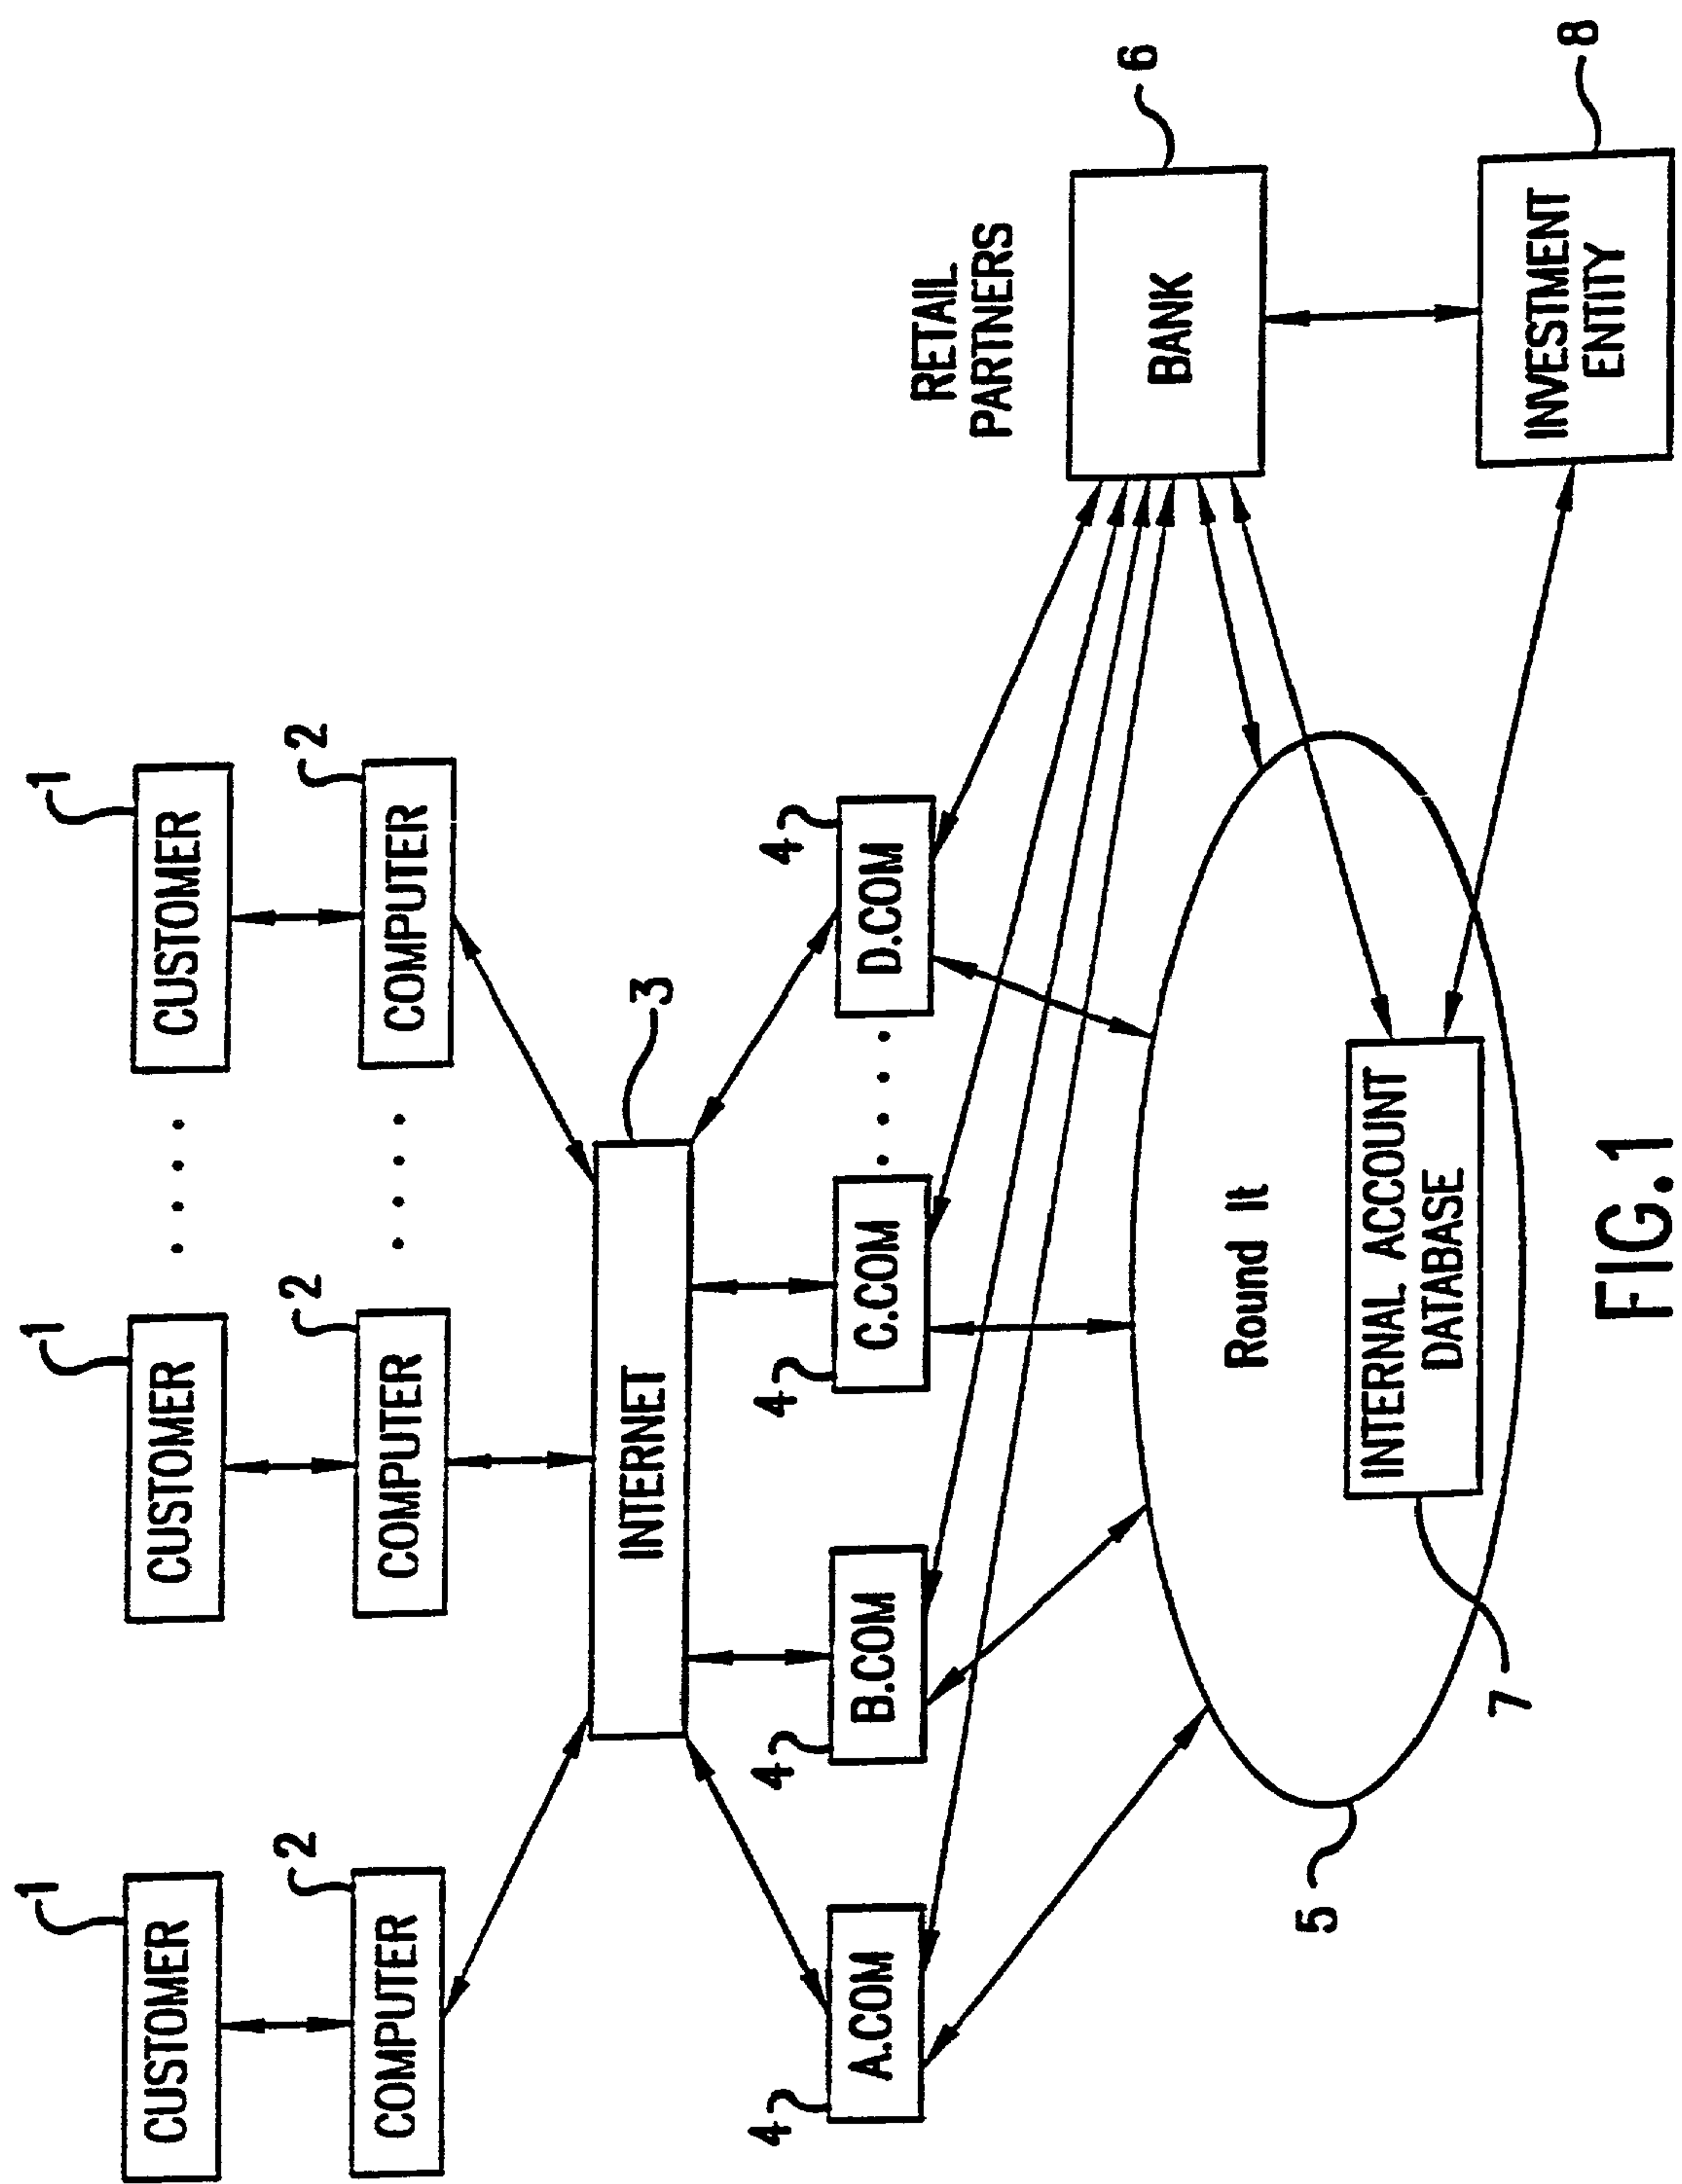 1
1
1
CUSTOMER
CUSTOMER
. . . .
CUSTOMER
2
2
2
COMPUTER
COMPUTER
. . . .
COMPUTER
3
INTERNET
4
4
4
4
A.COM
B.COM
C.COM
. . . .
D.COM
RETAIL
PARTNERS
6
BANK
5
Round It
7
INTERNAL ACCOUNT
DATABASE
8
INVESTMENT
ENTITY
FIG.1